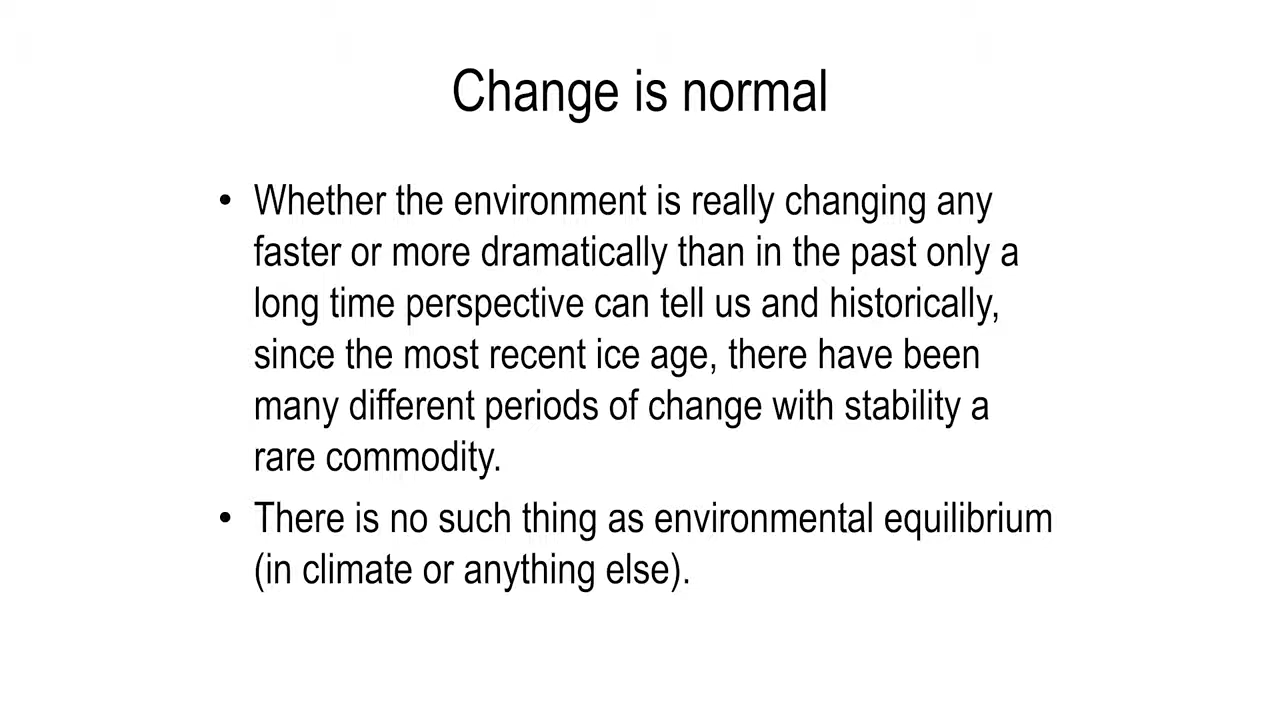 Change is normal
• Whether the environment is really changing any
faster or more dramatically than in the past only a
long time perspective can tell us and historically,
since the most recent ice age, there have been
many different periods of change with stability a
rare commodity.
• There is no such thing as environmental equilibrium
(in climate or anything else).